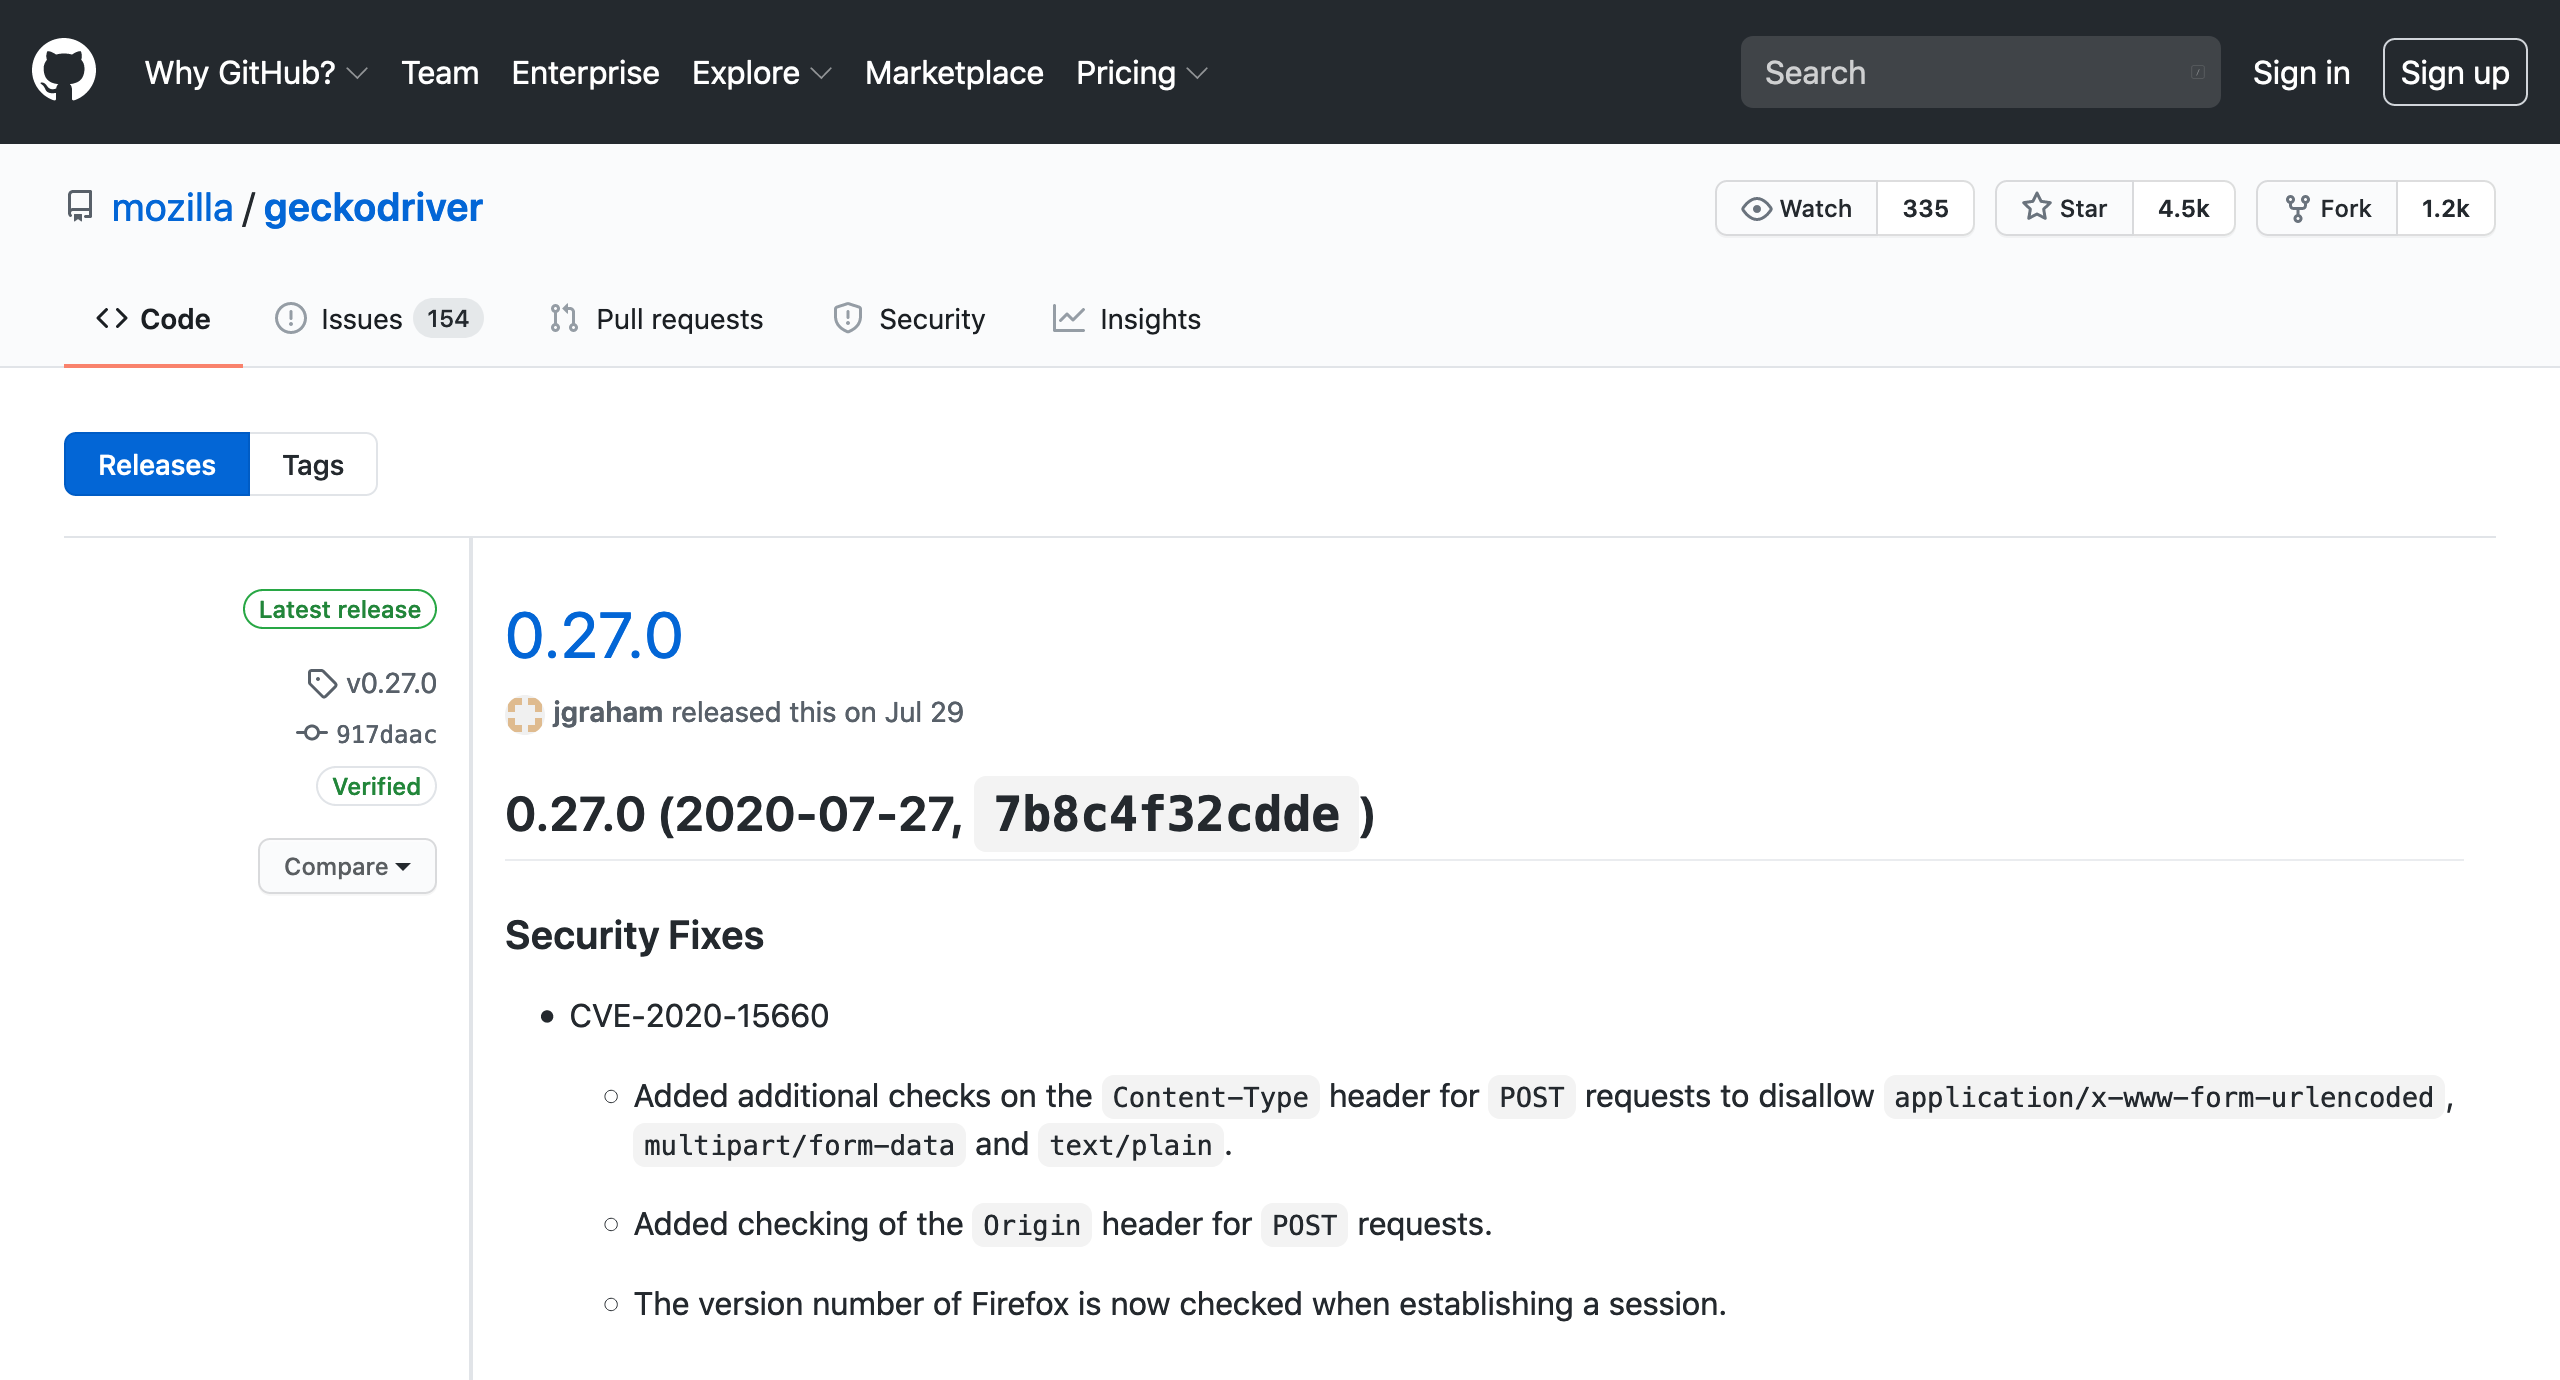 Why GitHub? Team Enterprise Explore Marketplace Pricing Search / Sign in Sign up
mozilla / geckodriver Watch 335 Star 4.5k Fork 1.2k
Code Issues 154 Pull requests Security Insights
Releases Tags
Latest release
v0.27.0
917daac
Verified
Compare
0.27.0
jgraham released this on Jul 29
0.27.0 (2020-07-27, 7b8c4f32cdde)
Security Fixes
CVE-2020-15660
Added additional checks on the Content-Type header for POST requests to disallow application/x-www-form-urlencoded,
multipart/form-data and text/plain.
Added checking of the Origin header for POST requests.
The version number of Firefox is now checked when establishing a session.